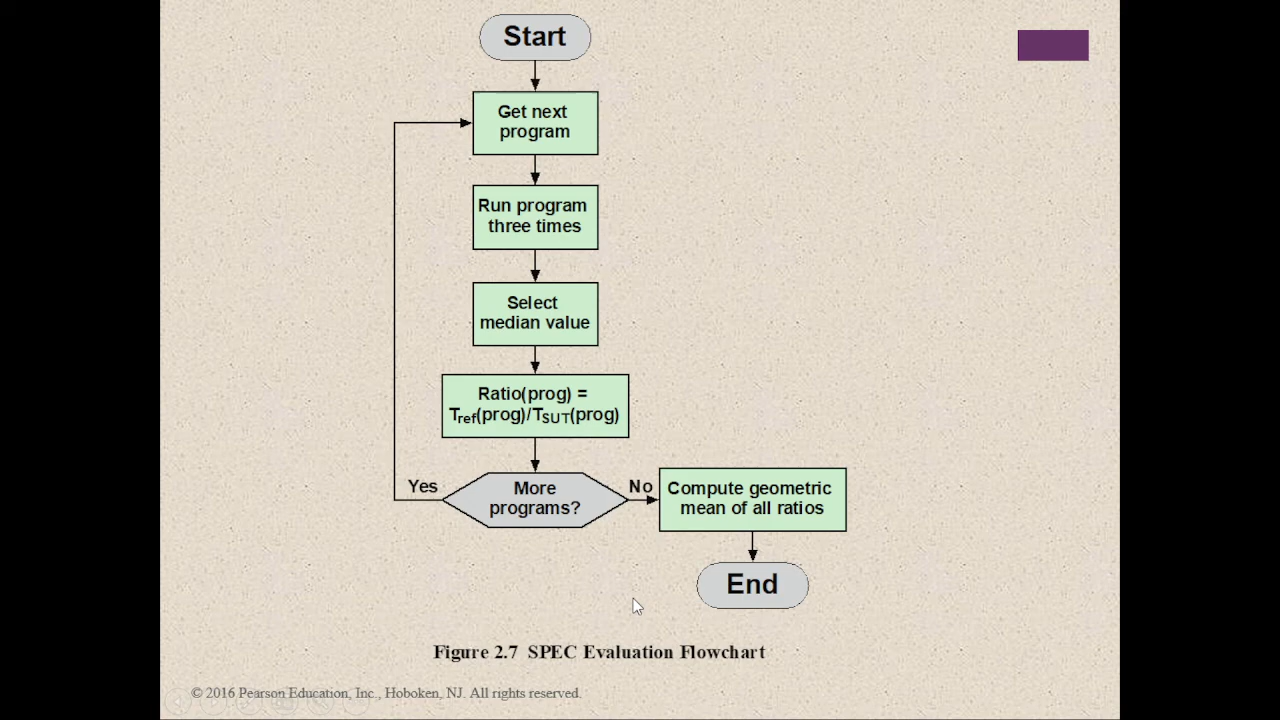 Start
Get next
program
Run program
three times
Select
median value
Ratio(prog) =
Tref(prog)/TSUT(prog)
Yes
More
programs?
No
Compute geometric
mean of all ratios
End
Figure 2.7 SPEC Evaluation Flowchart
© 2016 Pearson Education, Inc., Hoboken, NJ. All rights reserved.